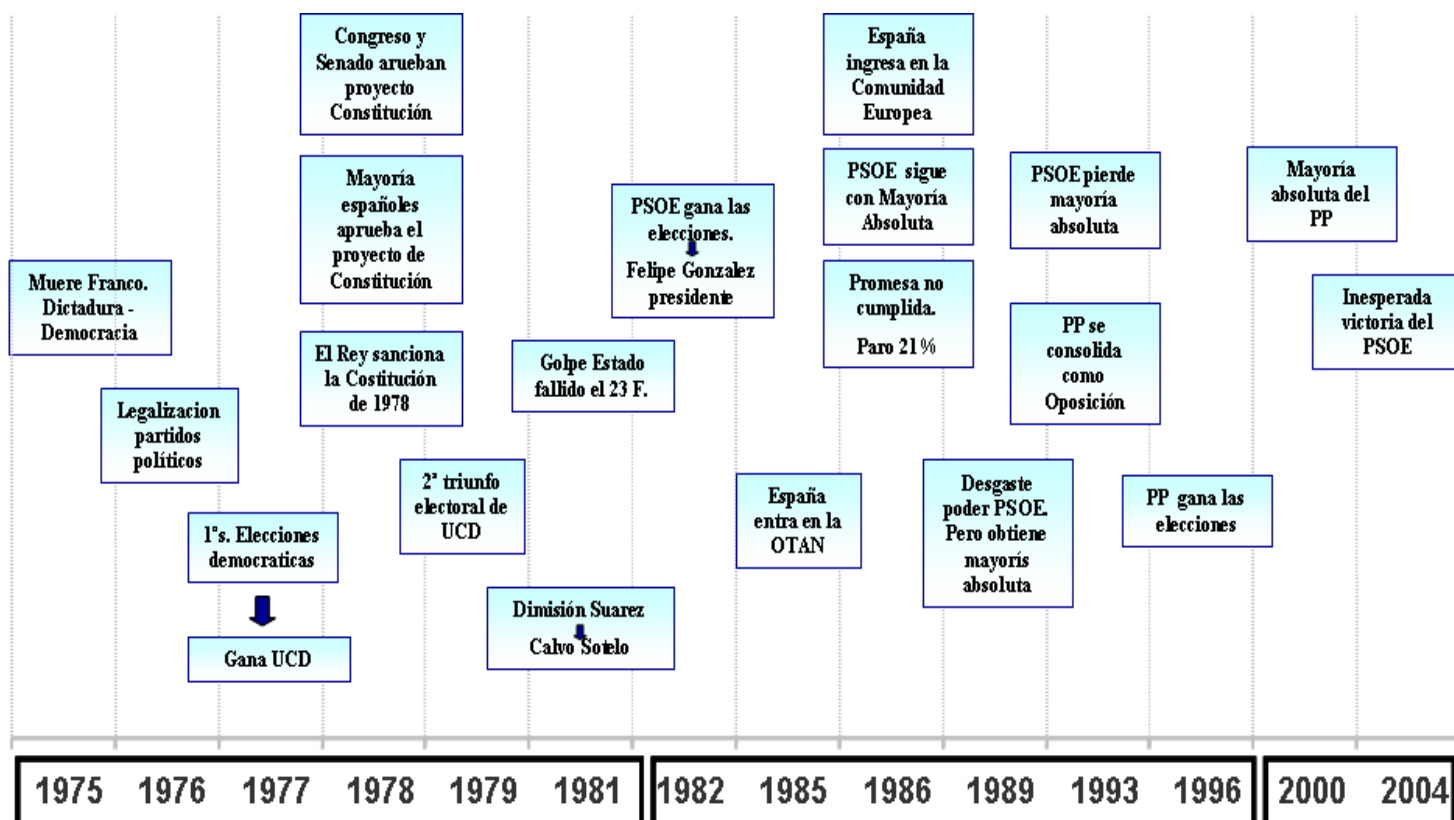 Muere Franco.
Dictadura -
Democracia
Legalizacion
partidos
políticos
1ªs. Elecciones
democraticas
Gana UCD
Congreso y
Senado arueban
proyecto
Constitución
Mayoría
españoles
aprueba el
proyecto de
Constitución
El Rey sanciona
la Costitución
de 1978
2ª triunfo
electoral de
UCD
Golpe Estado
fallido el 23 F.
Dimisión Suarez
Calvo Sotelo
PSOE gana las
elecciones.
Felipe Gonzalez
presidente
España
entra en la
OTAN
España
ingresa en la
Comunidad
Europea
PSOE sigue
con Mayoría
Absoluta
Promesa no
cumplida.
Paro 21%
Desgaste
poder PSOE.
Pero obtiene
mayorís
absoluta
PSOE pierde
mayoría
absoluta
PP se
consolida
como
Oposición
PP gana las
elecciones
Mayoría
absoluta del
PP
Inesperada
victoria del
PSOE
1975 1976 1977 1978 1979 1981 1982 1985 1986 1989 1993 1996 2000 2004